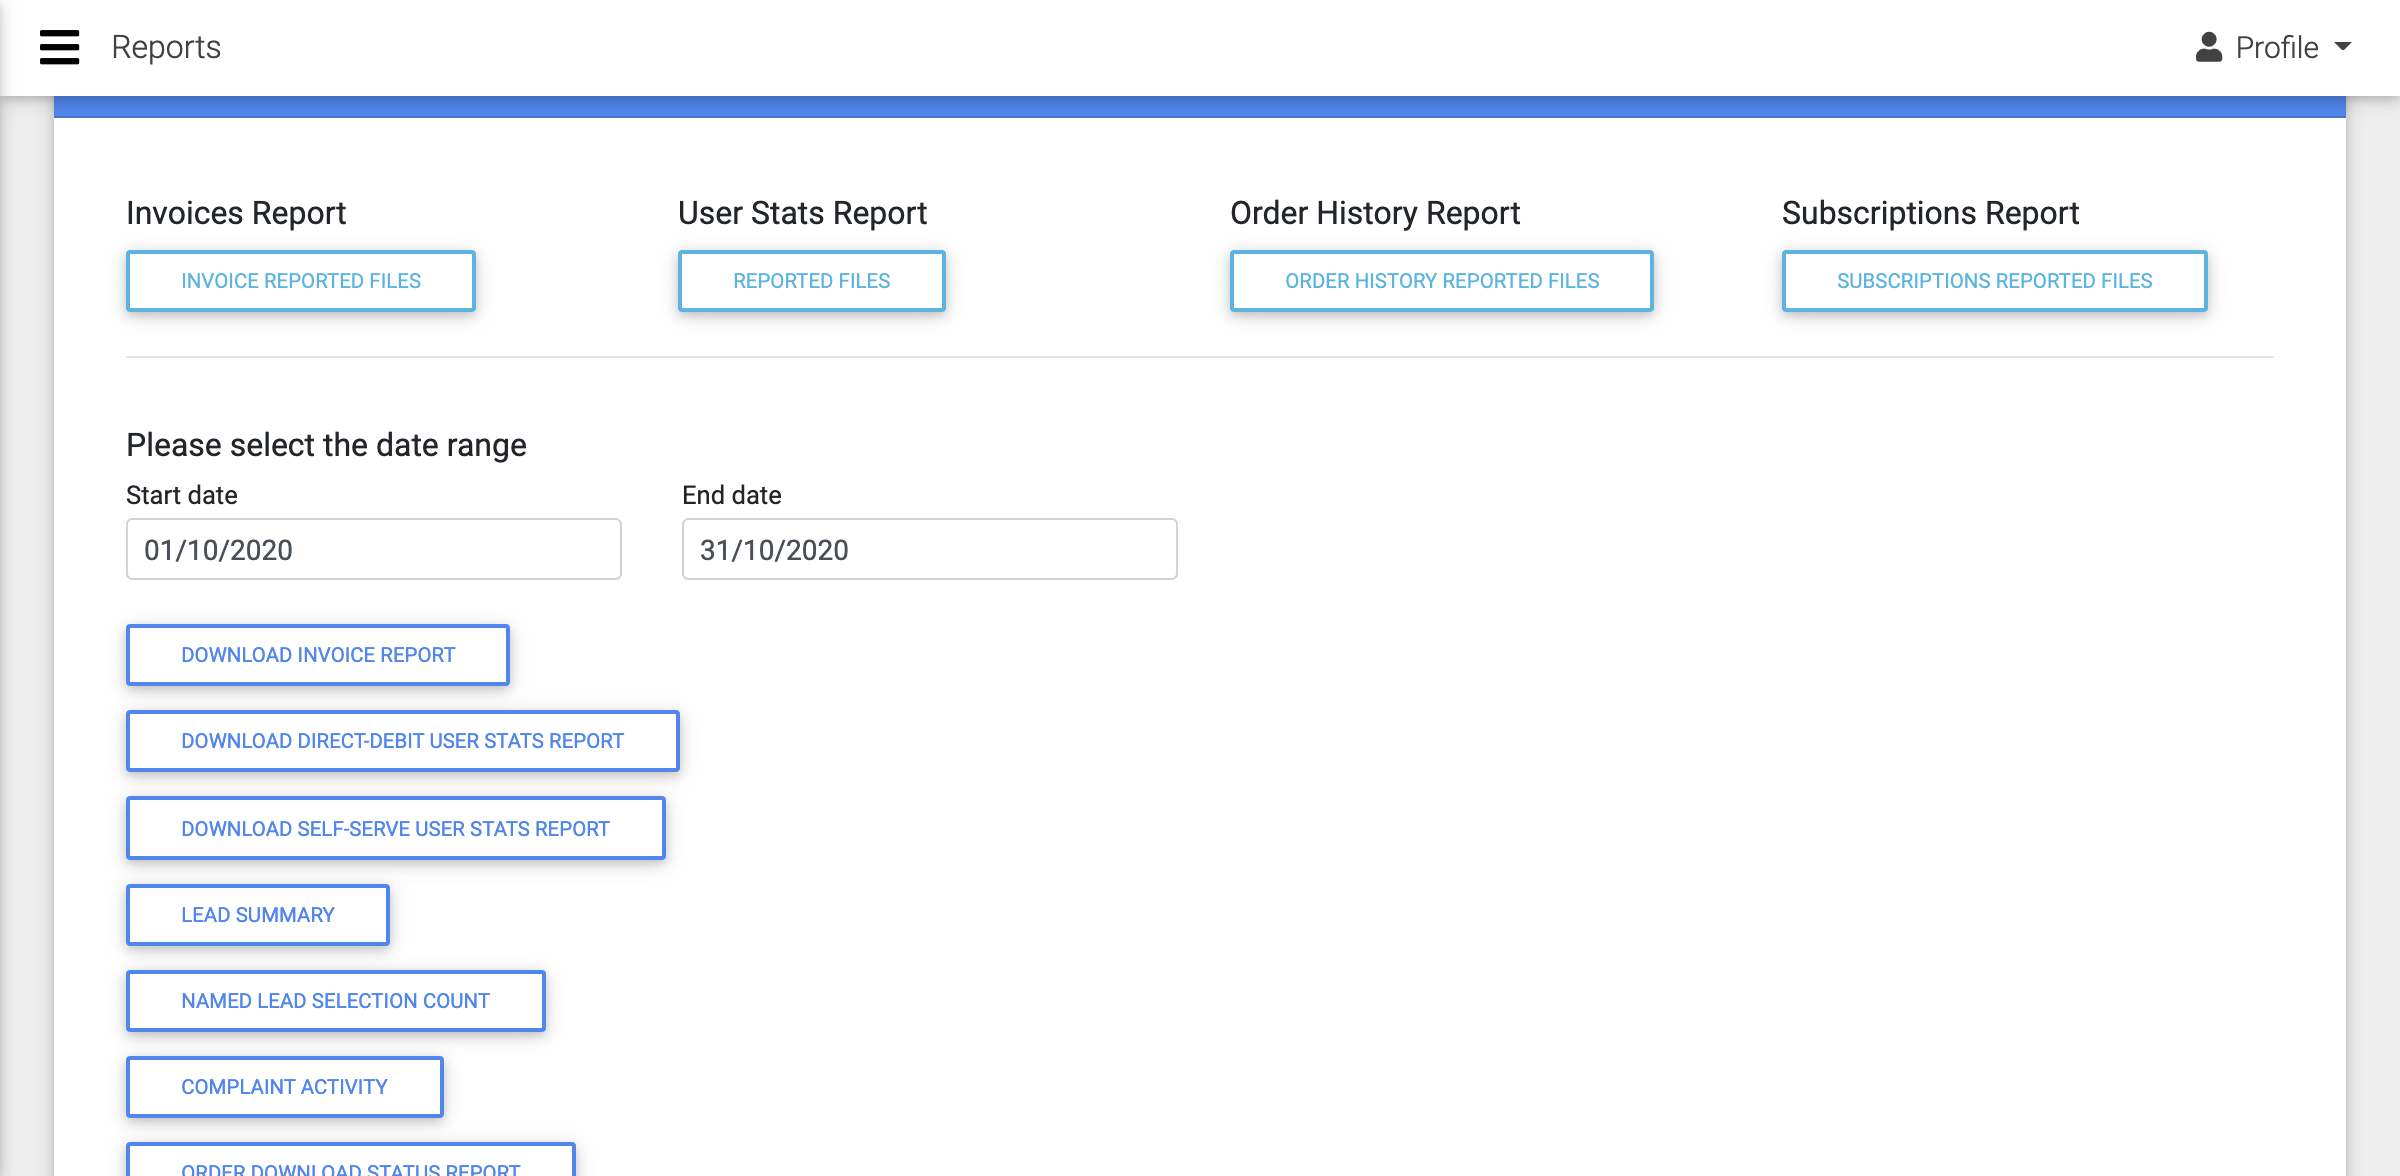 Reports
Profile
Invoices Report
User Stats Report
Order History Report
Subscriptions Report
INVOICE REPORTED FILES
REPORTED FILES
ORDER HISTORY REPORTED FILES
SUBSCRIPTIONS REPORTED FILES
Please select the date range
Start date
End date
01/10/2020
31/10/2020
DOWNLOAD INVOICE REPORT
DOWNLOAD DIRECT-DEBIT USER STATS REPORT
DOWNLOAD SELF-SERVE USER STATS REPORT
LEAD SUMMARY
NAMED LEAD SELECTION COUNT
COMPLAINT ACTIVITY
ORDER DOWNLOAD STATUS REPORT